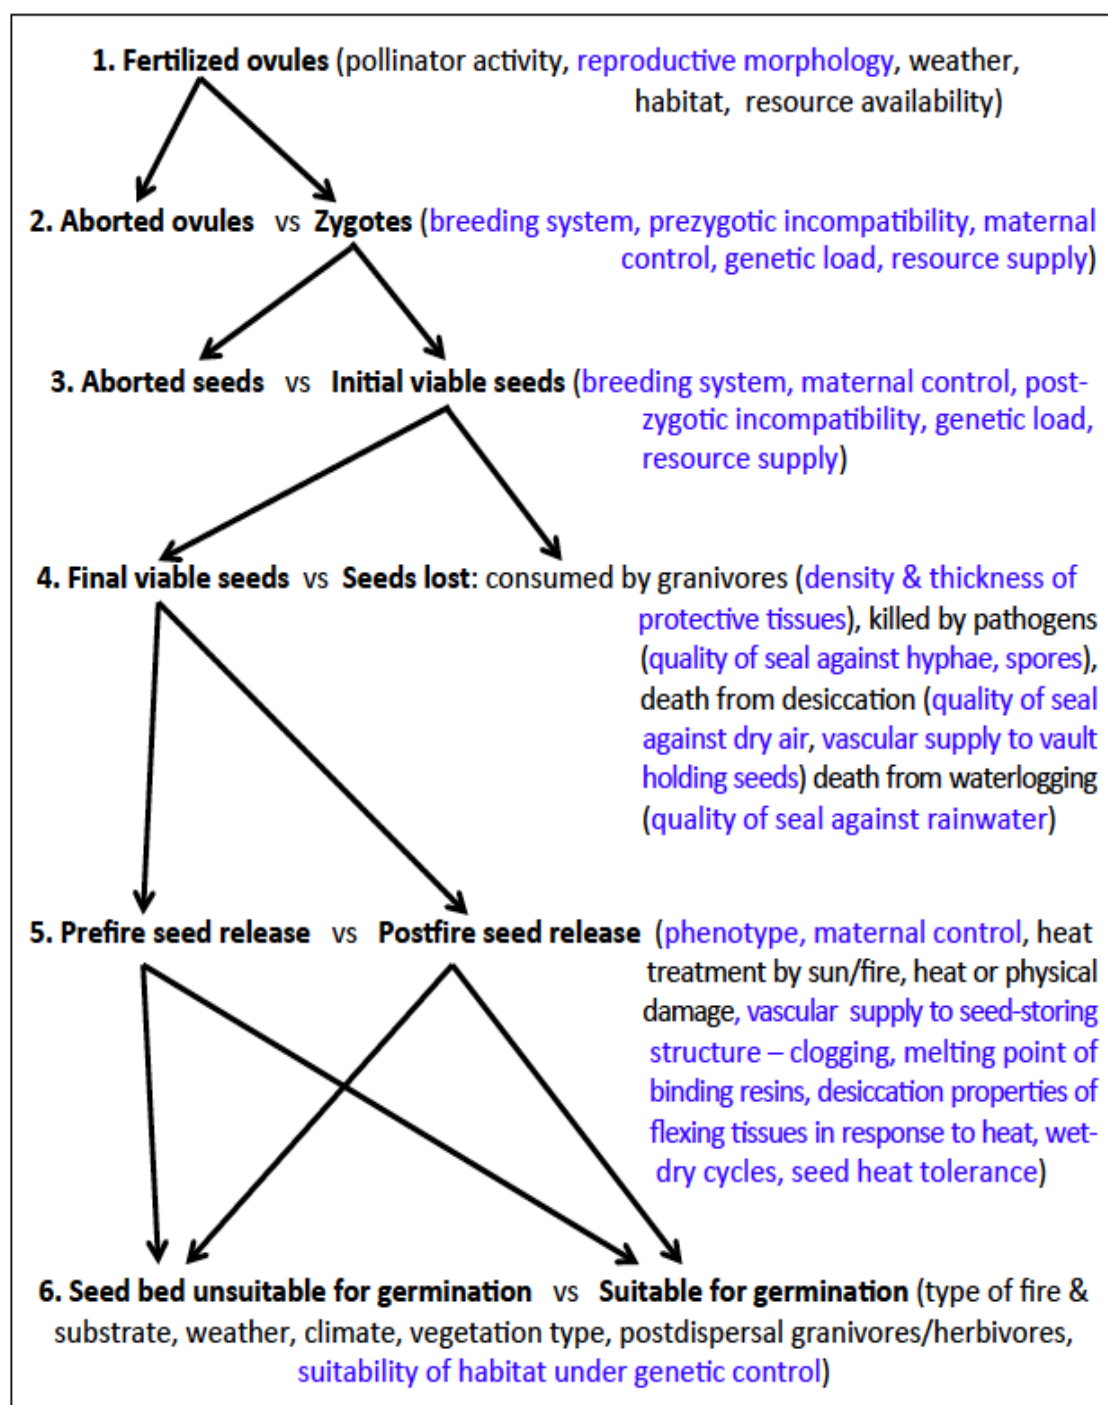 1. Fertilized ovules (pollinator activity, reproductive morphology, weather,
habitat, resource availability)
2. Aborted ovules vs Zygotes (breeding system, prezygotic incompatibility, maternal
control, genetic load, resource supply)
3. Aborted seeds vs Initial viable seeds (breeding system, maternal control, post-
zygotic incompatibility, genetic load,
resource supply)
4. Final viable seeds vs Seeds lost: consumed by granivores (density & thickness of
protective tissues), killed by pathogens
(quality of seal against hyphae, spores),
death from desiccation (quality of seal
against dry air, vascular supply to vault
holding seeds) death from waterlogging
(quality of seal against rainwater)
5. Prefire seed release vs Postfire seed release (phenotype, maternal control, heat
treatment by sun/fire, heat or physical
damage, vascular supply to seed-storing
structure – clogging, melting point of
binding resins, desiccation properties of
flexing tissues in response to heat, wet-
dry cycles, seed heat tolerance)
6. Seed bed unsuitable for germination vs Suitable for germination (type of fire &
substrate, weather, climate, vegetation type, postdispersal granivores/herbivores,
suitability of habitat under genetic control)